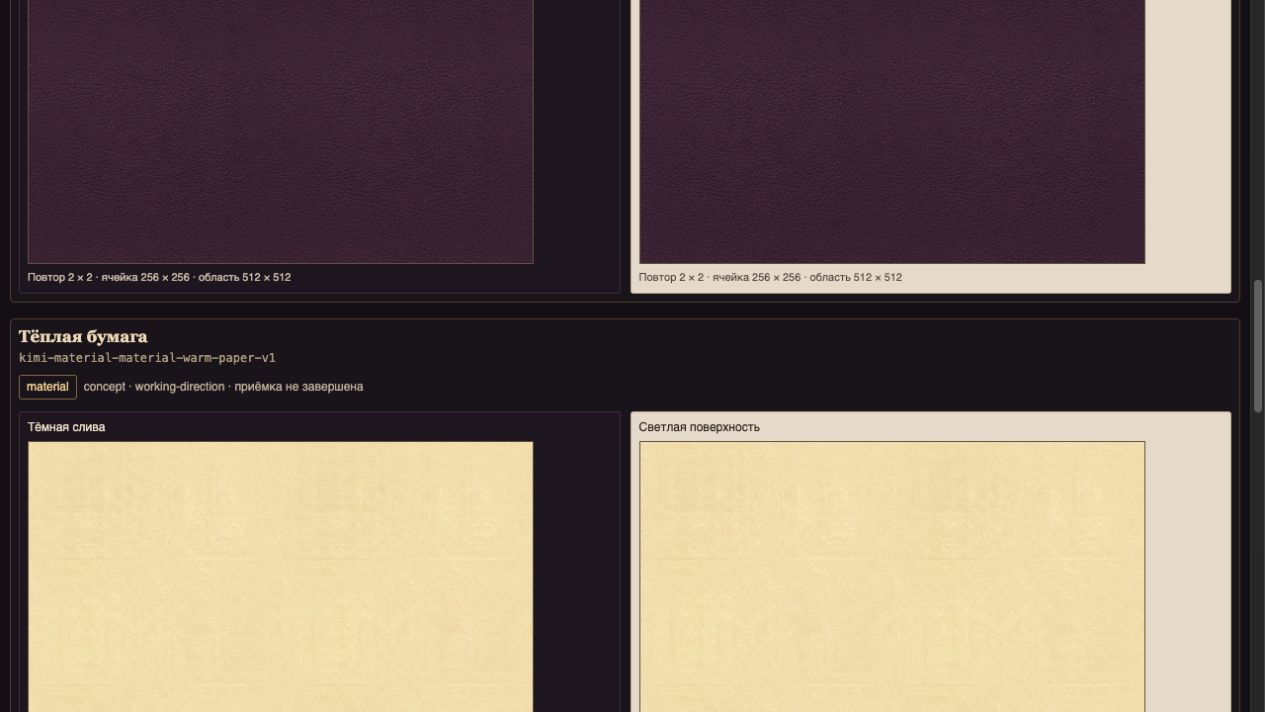 Повтор 2 × 2 · ячейка 256 × 256 · область 512 × 512
Повтор 2 × 2 · ячейка 256 × 256 · область 512 × 512
Тёплая бумага
kimi-material-material-warm-paper-v1
material concept · working-direction · приёмка не завершена
Тёмная слива
Светлая поверхность